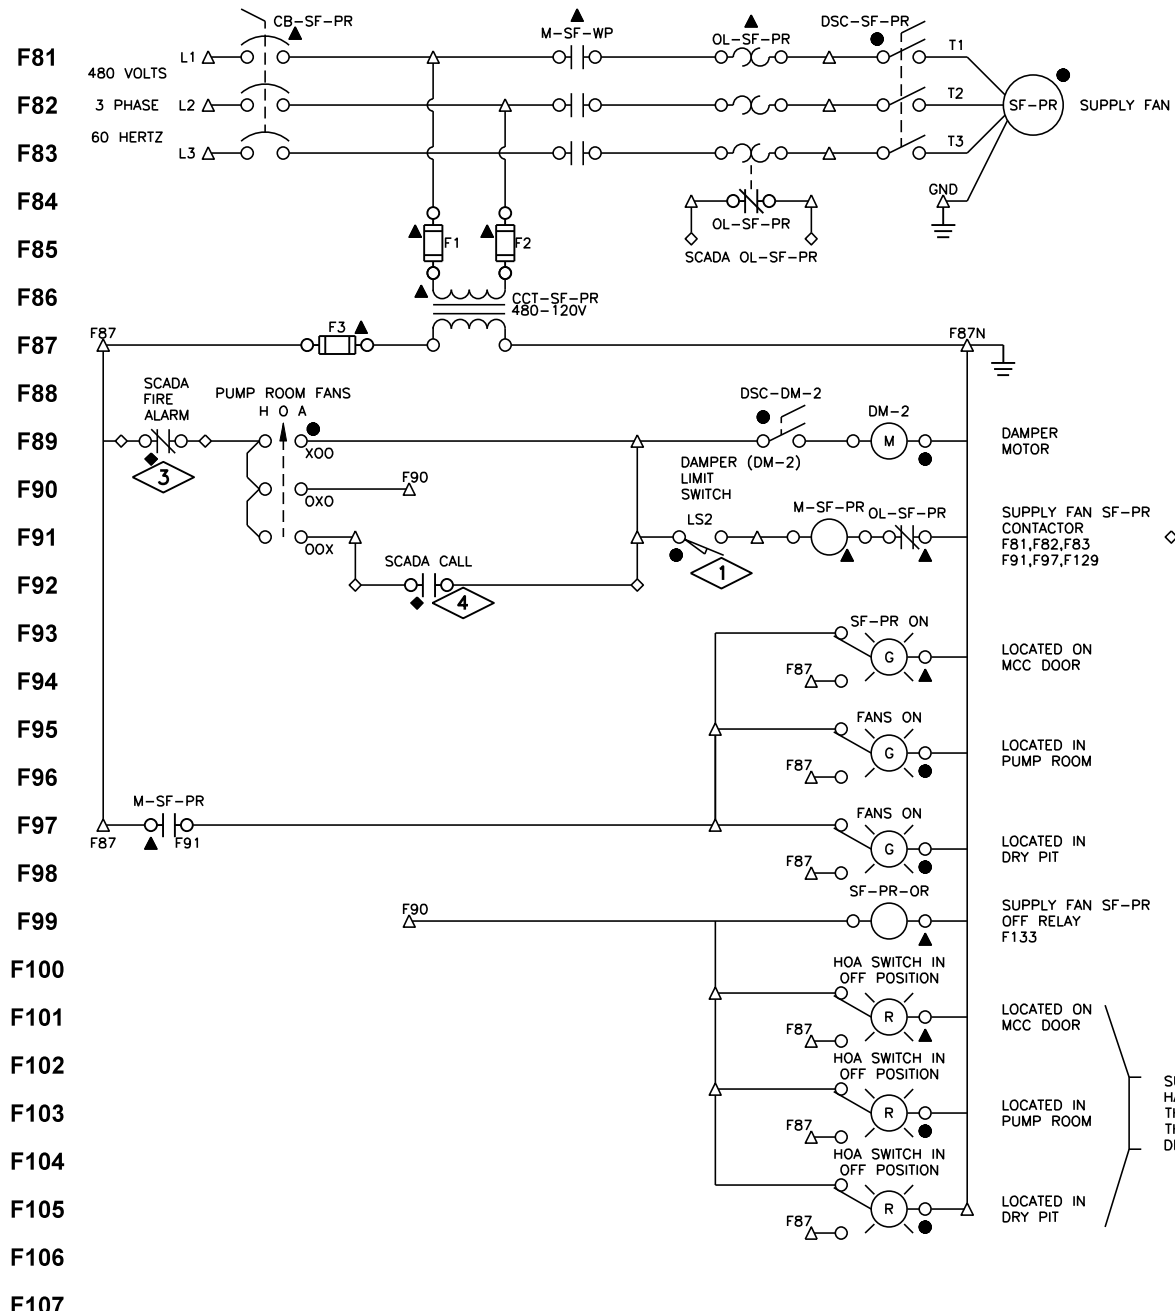 CB-SF-PR
M-SF-WP
OL-SF-PR
DSC-SF-PR
F81
L1
T1
480 VOLTS
F82
3 PHASE
L2
T2
SF-PR
SUPPLY FAN
60 HERTZ
F83
L3
T3
F84
GND
OL-SF-PR
F85
F1
F2
SCADA OL-SF-PR
F86
CCT-SF-PR
480-120V
F87
F87
F3
F87N
F88
SCADA
FIRE
ALARM
PUMP ROOM FANS
H O A
DSC-DM-2
DM-2
F89
XOO
M
DAMPER
MOTOR
3
DAMPER (DM-2)
LIMIT
SWITCH
F90
OXO
F90
M-SF-PR
OL-SF-PR
F91
OOX
LS2
SUPPLY FAN SF-PR
CONTACTOR
F81,F82,F83
F91,F97,F129
SCADA CALL
1
F92
4
F93
SF-PR ON
G
LOCATED ON
MCC DOOR
F94
F87
F95
FANS ON
G
LOCATED IN
PUMP ROOM
F96
F87
M-SF-PR
F97
F87
F91
FANS ON
G
LOCATED IN
DRY PIT
F98
F87
SF-PR-OR
F99
F90
SUPPLY FAN SF-PR
OFF RELAY
F133
F100
HOA SWITCH IN
OFF POSITION
F101
R
LOCATED ON
MCC DOOR
F87
F102
HOA SWITCH IN
OFF POSITION
F103
R
LOCATED IN
PUMP ROOM
F87
F104
HOA SWITCH IN
OFF POSITION
F105
R
LOCATED IN
DRY PIT
F87
F106
F107